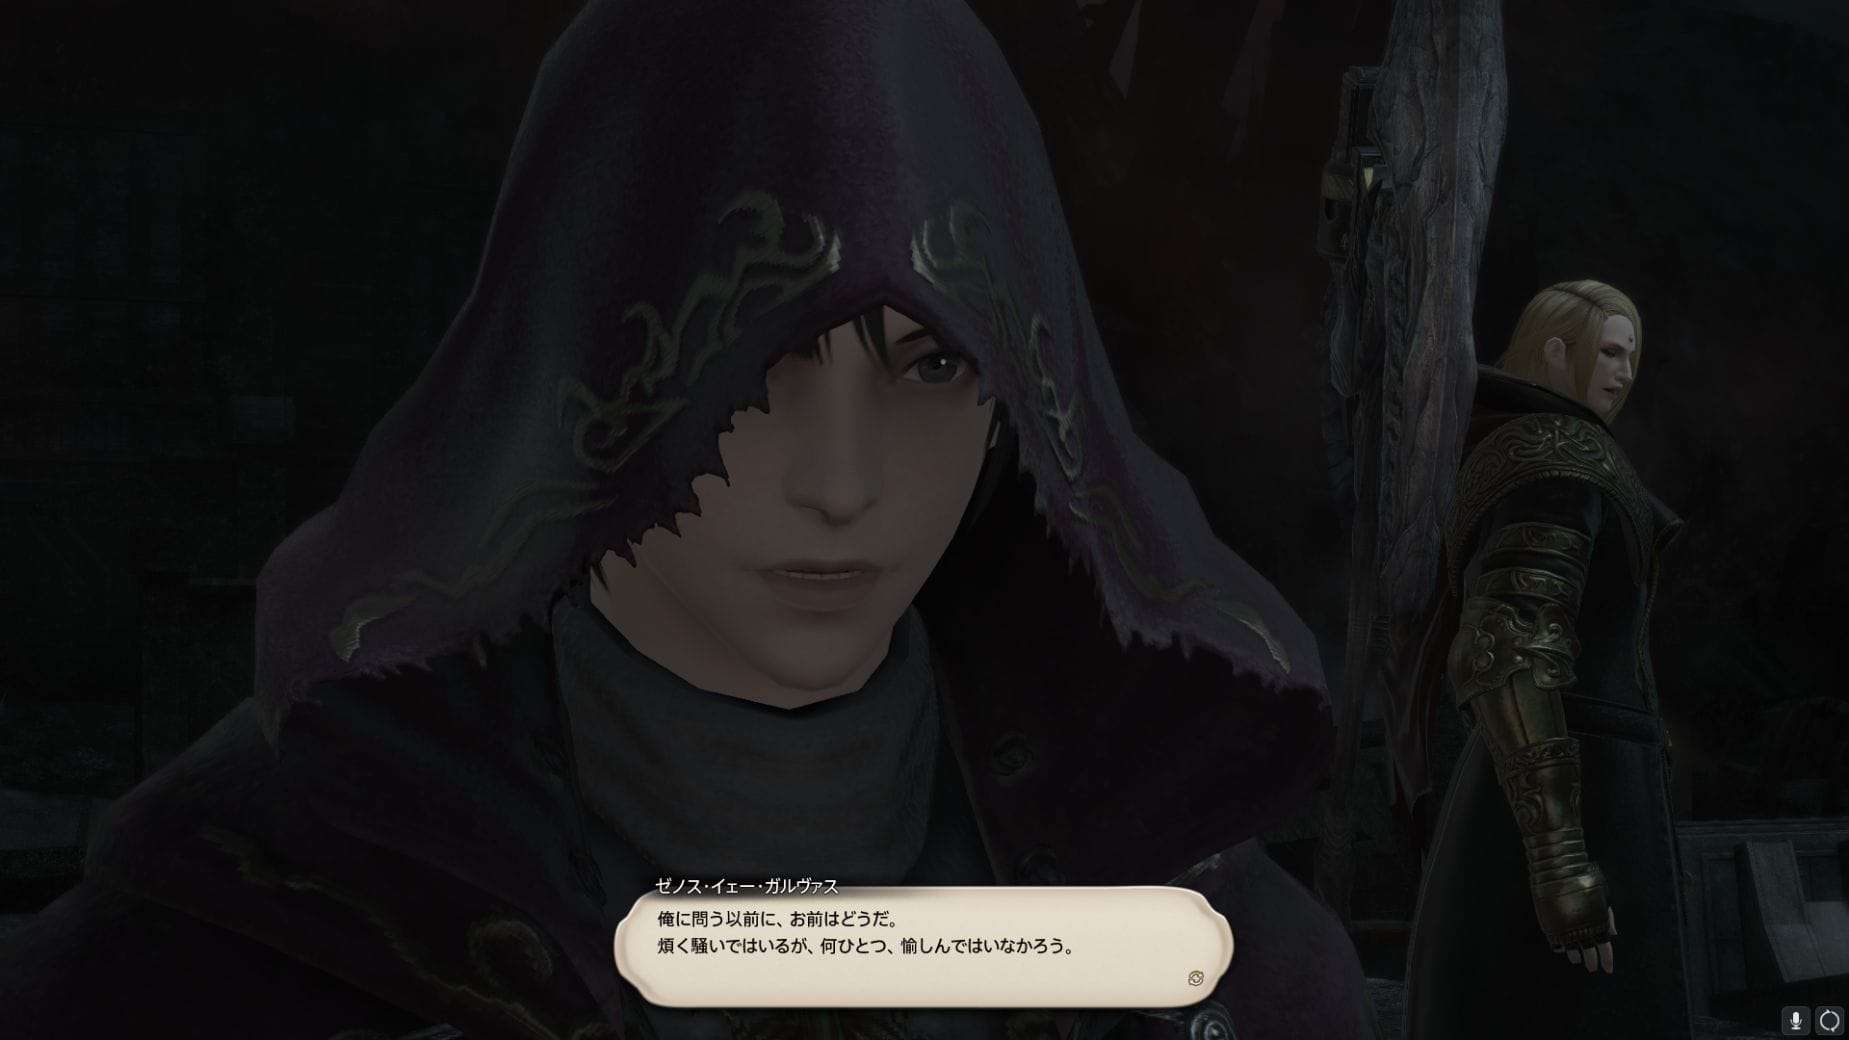 ゼノス・イェー・ガルヴァス
俺に問う以前に、お前はどうだ。
煩く騒いではいるが、何ひとつ、愉しんではいなかろう。